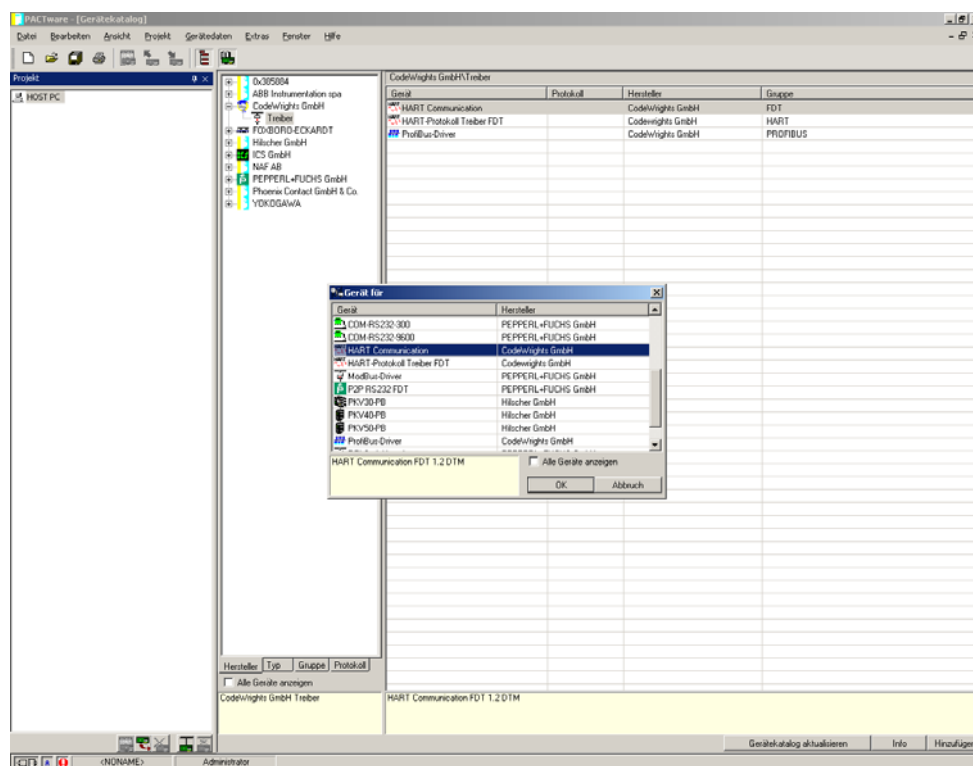 PACTware - [Gerätekatalog]
Datei Bearbeiten Ansicht Projekt Gerätedaten Extras Fenster Hilfe
Projekt
HOST PC
0x385884
ABB Instrumentation spa
CodeWrights GmbH
Treiber
FOXBORO-ECKARDT
Hilscher GmbH
ICS GmbH
NAF AB
PEPPERL+FUCHS GmbH
Phoenix Contact GmbH & Co.
YOKOGAWA
CodeWrights GmbH\Treiber
Gerät Protokoll Hersteller Gruppe
HART Communication CodeWrights GmbH FDT
HART-Protokoll Treiber FDT Codewrights GmbH HART
ProfiBus-Driver CodeWrights GmbH PROFIBUS
Gerät für
Gerät Hersteller
COM-RS232-300 PEPPERL+FUCHS GmbH
COM-RS232-9600 PEPPERL+FUCHS GmbH
HART Communication CodeWrights GmbH
HART-Protokoll Treiber FDT Codewrights GmbH
ModBus-Driver PEPPERL+FUCHS GmbH
P2P RS232 FDT PEPPERL+FUCHS GmbH
PKV30-PB Hilscher GmbH
PKV40-PB Hilscher GmbH
PKV50-PB Hilscher GmbH
ProfiBus-Driver CodeWrights GmbH
HART Communication FDT 1.2 DTM
Alle Geräte anzeigen
OK Abbruch
Hersteller Typ Gruppe Protokoll
Alle Geräte anzeigen
CodeWrights GmbH Treiber
HART Communication FDT 1.2 DTM
Gerätekatalog aktualisieren Info Hinzufügen
<NONAME> Administrator